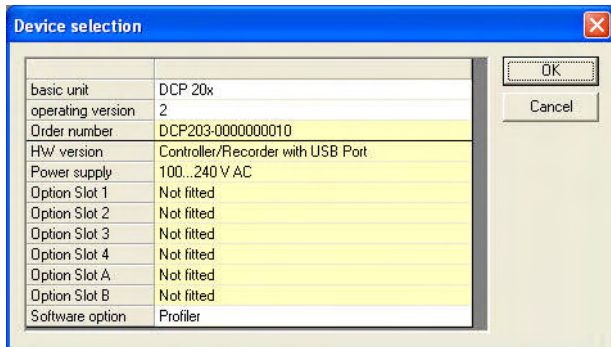 Device selection
OK
Cancel
basic unit DCP 20x
operating version 2
Order number DCP203-0000000010
HW version Controller/Recorder with USB Port
Power supply 100...240 V AC
Option Slot 1 Not fitted
Option Slot 2 Not fitted
Option Slot 3 Not fitted
Option Slot 4 Not fitted
Option Slot A Not fitted
Option Slot B Not fitted
Software option Profiler